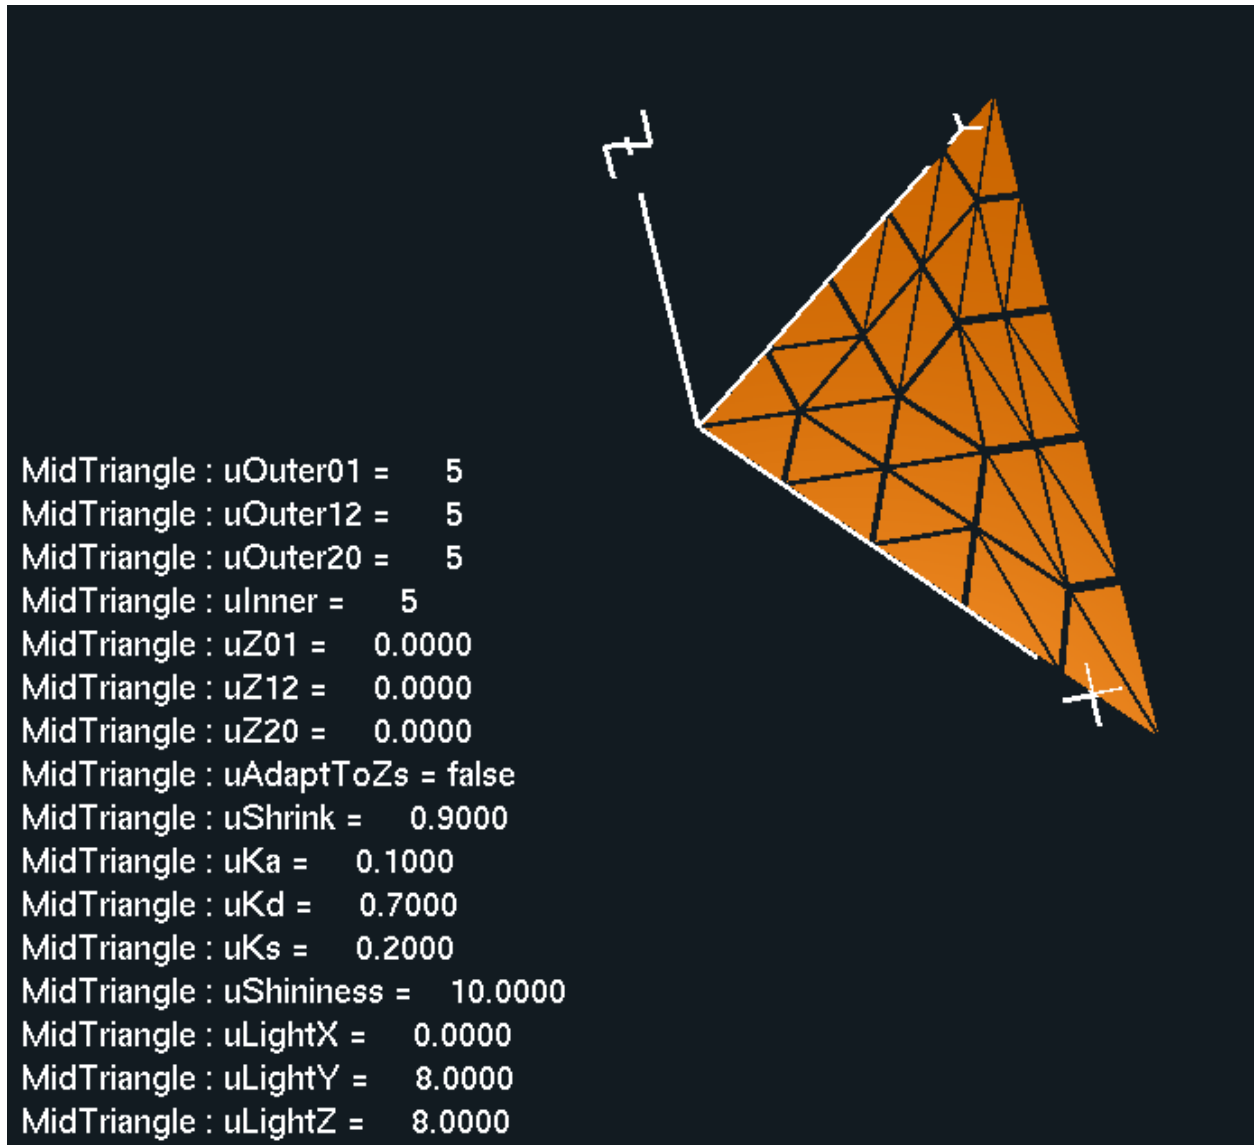 Z
Y
MidTriangle : uOuter01 = 5
MidTriangle : uOuter12 = 5
MidTriangle : uOuter20 = 5
MidTriangle : uInner = 5
MidTriangle : uZ01 = 0.0000
X
MidTriangle : uZ12 = 0.0000
MidTriangle : uZ20 = 0.0000
MidTriangle : uAdaptToZs = false
MidTriangle : uShrink = 0.9000
MidTriangle : uKa = 0.1000
MidTriangle : uKd = 0.7000
MidTriangle : uKs = 0.2000
MidTriangle : uShininess = 10.0000
MidTriangle : uLightX = 0.0000
MidTriangle : uLightY = 8.0000
MidTriangle : uLightZ = 8.0000